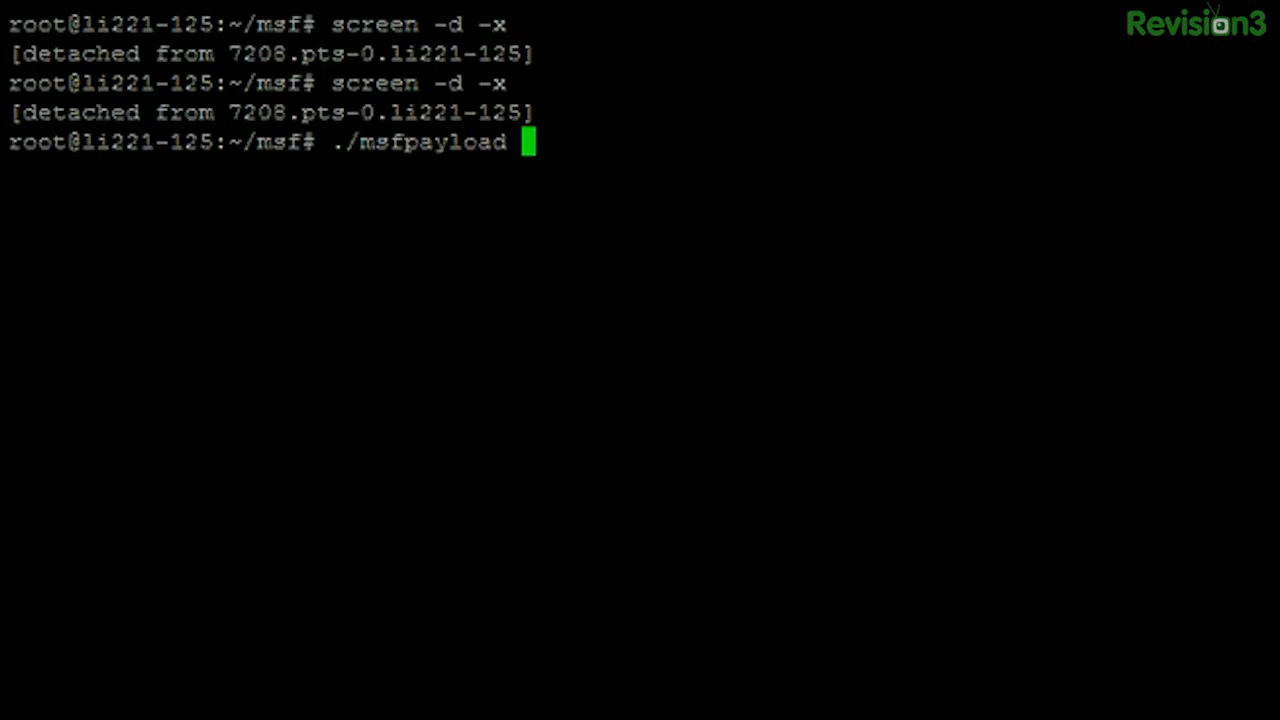 root@li221-125:~/msf# screen -d -x
[detached from 7208.pts-0.li221-125]
root@li221-125:~/msf# screen -d -x
[detached from 7208.pts-0.li221-125]
root@li221-125:~/msf# ./msfpayload
Revision3